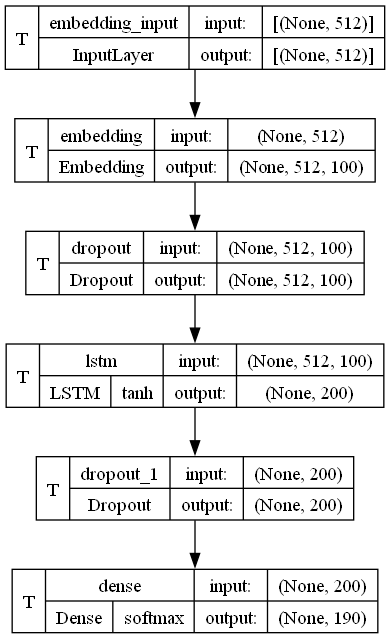 T
embedding_input input: [(None, 512)]
InputLayer output: [(None, 512)]
T
embedding input: (None, 512)
Embedding output: (None, 512, 100)
T
dropout input: (None, 512, 100)
Dropout output: (None, 512, 100)
T
lstm input: (None, 512, 100)
LSTM tanh output: (None, 200)
T
dropout_1 input: (None, 200)
Dropout output: (None, 200)
T
dense input: (None, 200)
Dense softmax output: (None, 190)